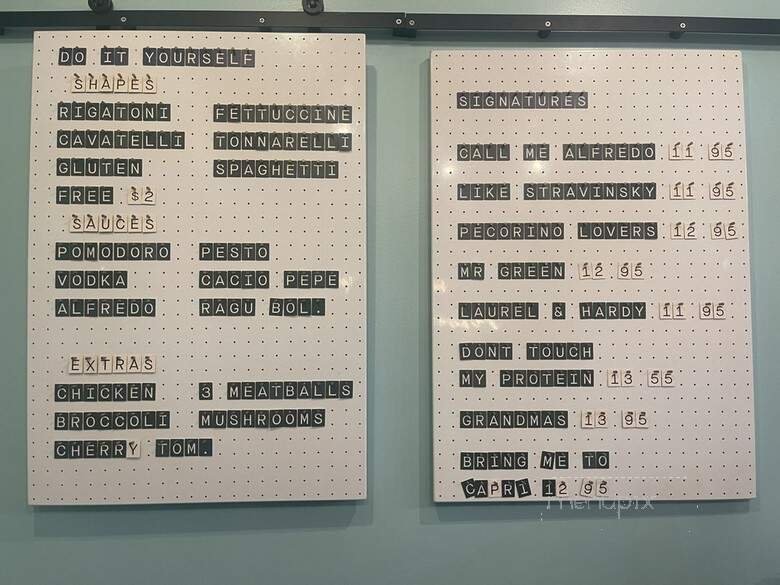 DO IT YOURSELF
SHAPES
RIGATONI FETTUCCINE
CAVATELLI TONNARELLI
GLUTEN SPAGHETTI
FREE $2
SAUCES
POMODORO PESTO
VODKA CACIO PEPE
ALFREDO RAGU BOL.
EXTRAS
CHICKEN 3 MEATBALLS
BROCCOLI MUSHROOMS
CHERRY TOM.
SIGNATURES
CALL ME ALFREDO 11 95
LIKE STRAVINSKY 11 95
PECORINO LOVERS 12 95
MR GREEN 12 95
LAUREL & HARDY 11 95
DONT TOUCH
MY PROTEIN 13 55
GRANDMAS 13 95
BRING ME TO
CAPRI 12 95
menupix